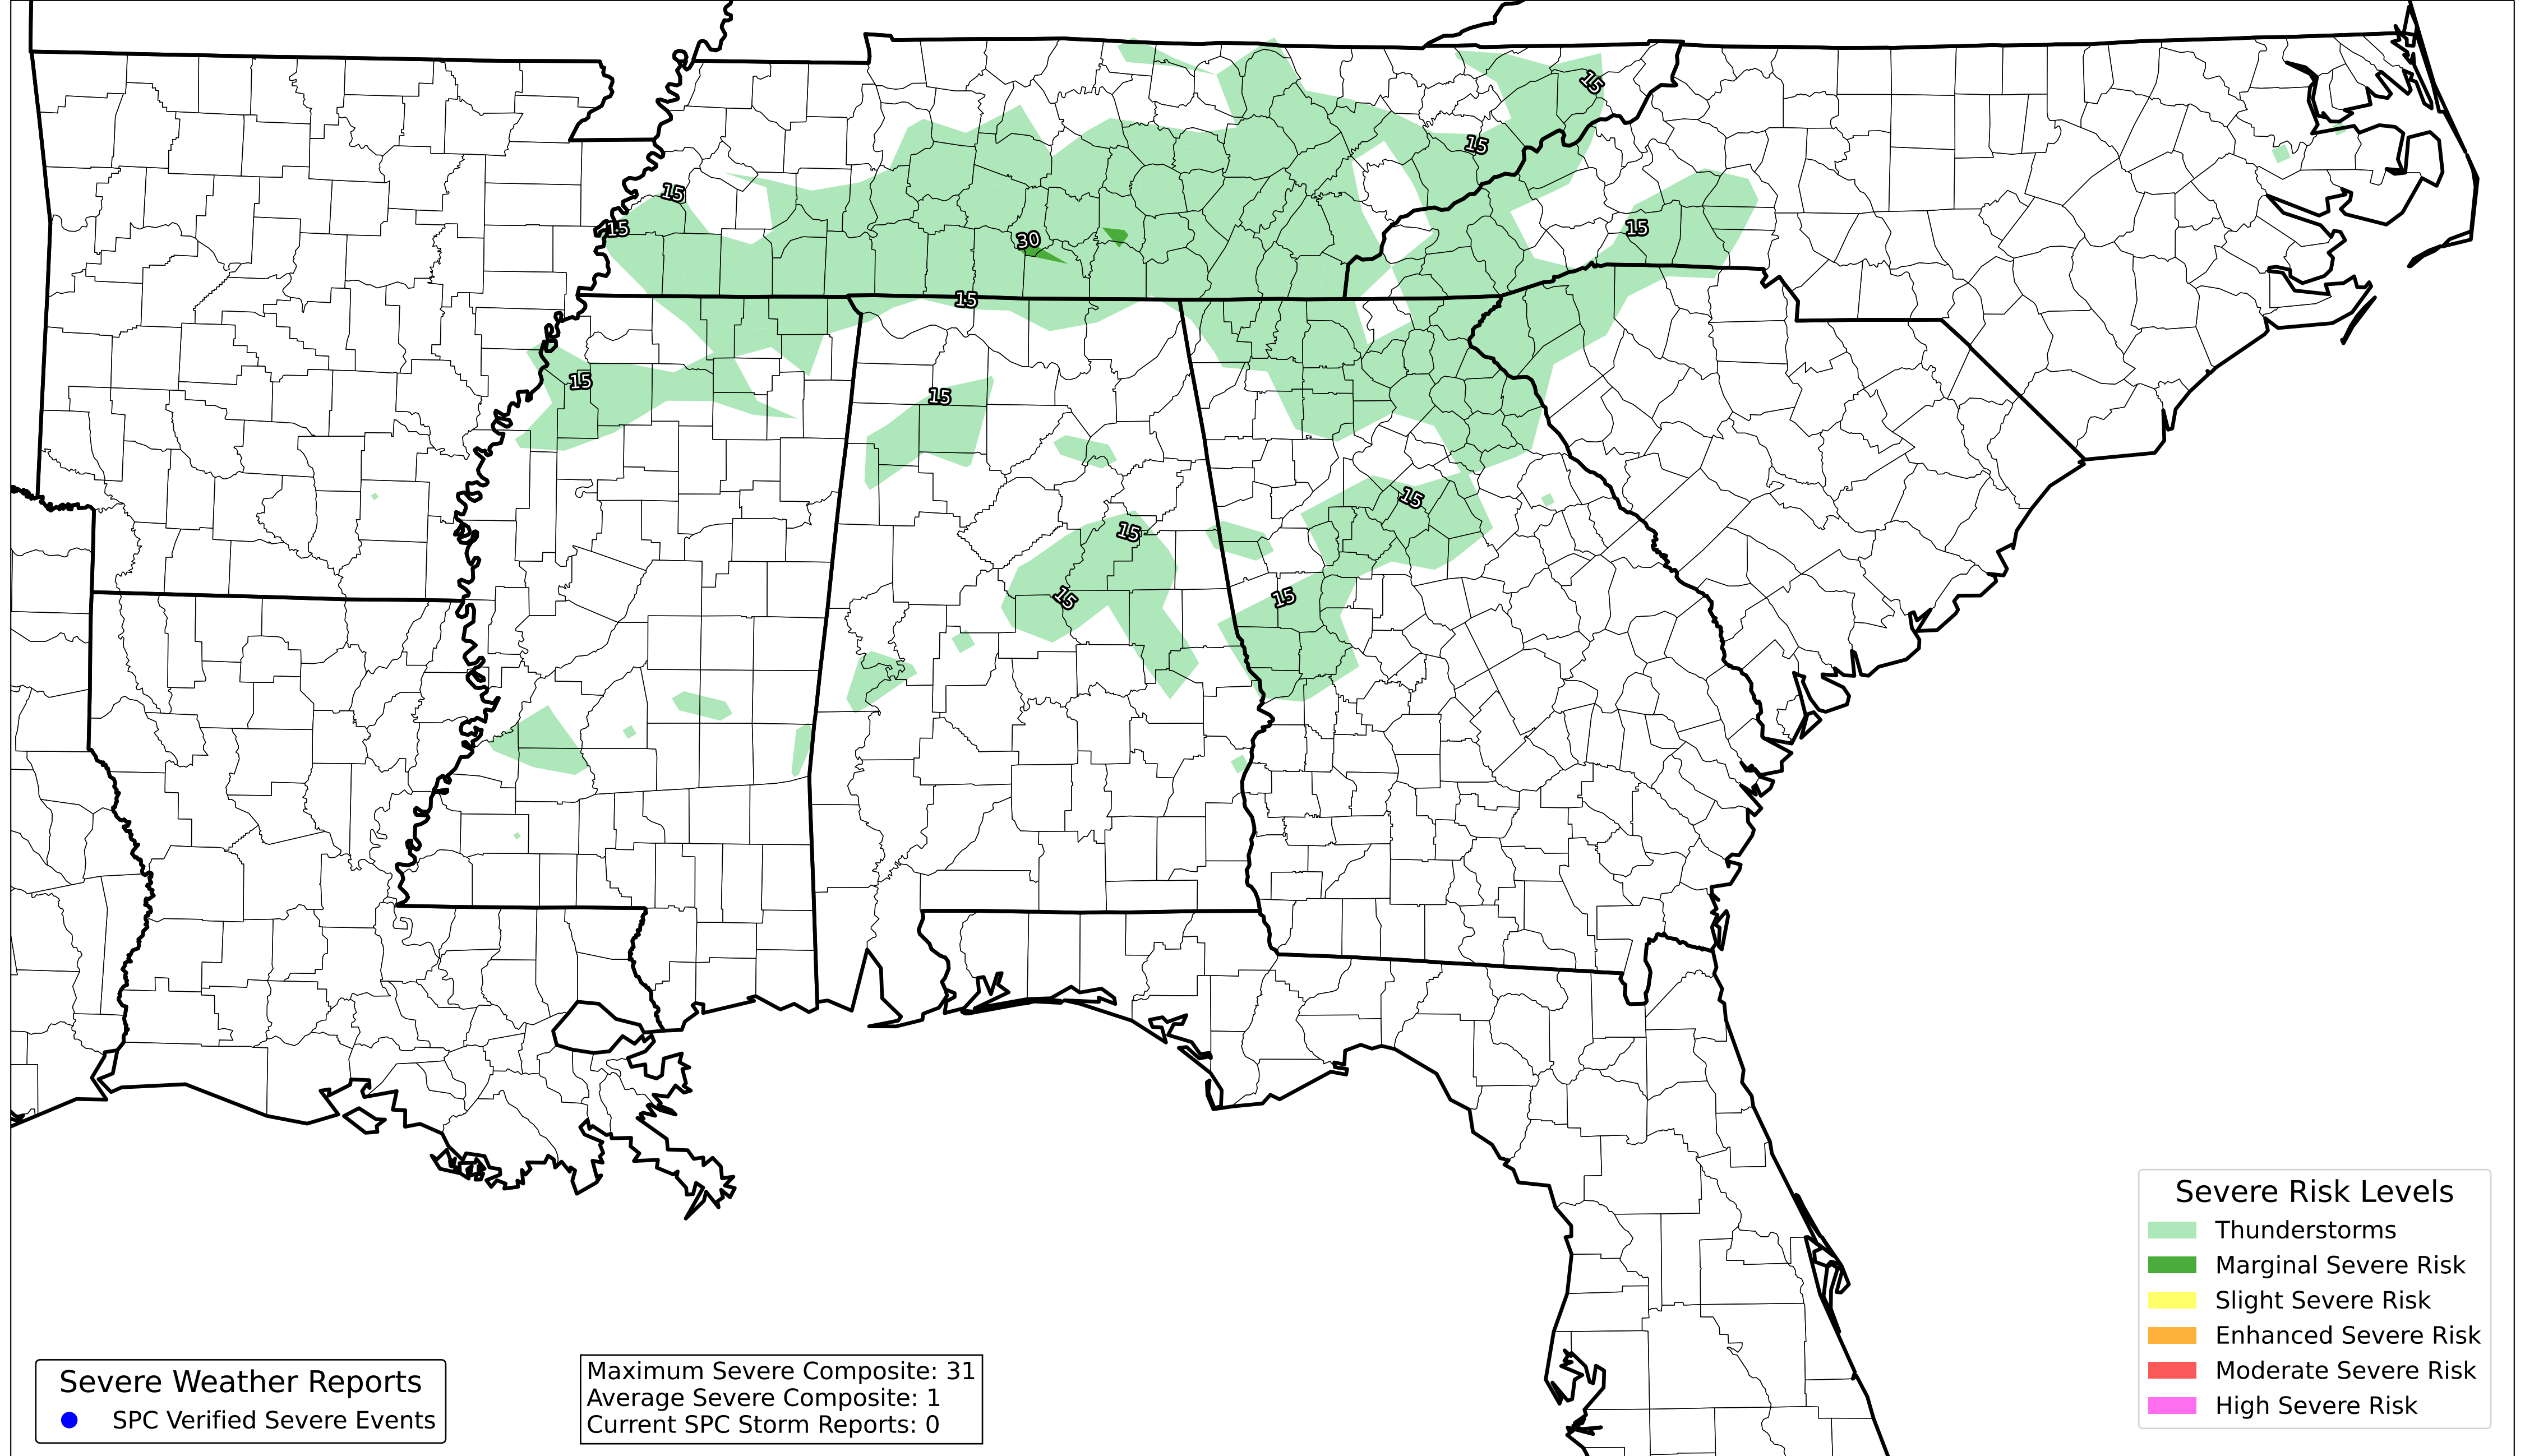 15
15
15
15
15
30
15
15
15
15
15
15
15
Severe Risk Levels
Thunderstorms
Marginal Severe Risk
Slight Severe Risk
Enhanced Severe Risk
Moderate Severe Risk
High Severe Risk
Severe Weather Reports
SPC Verified Severe Events
Maximum Severe Composite: 31
Average Severe Composite: 1
Current SPC Storm Reports: 0